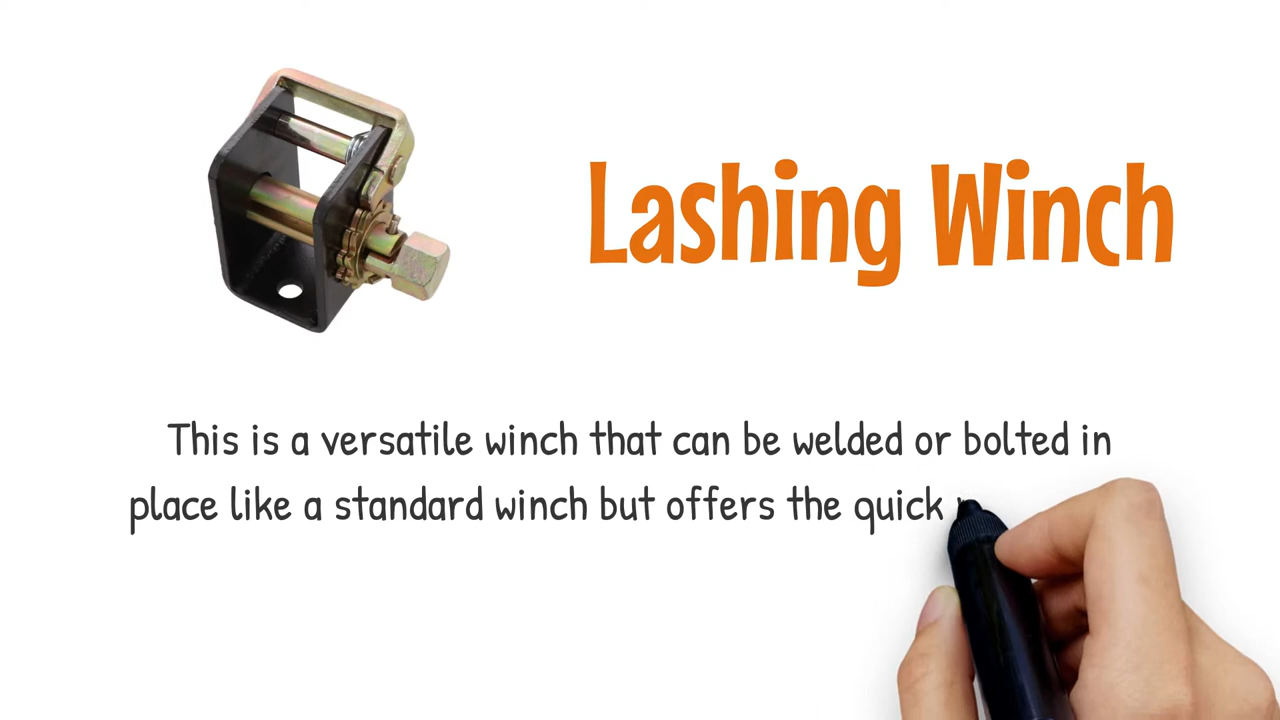 Lashing Winch
This is a versatile winch that can be welded or bolted in
place like a standard winch but offers the quick